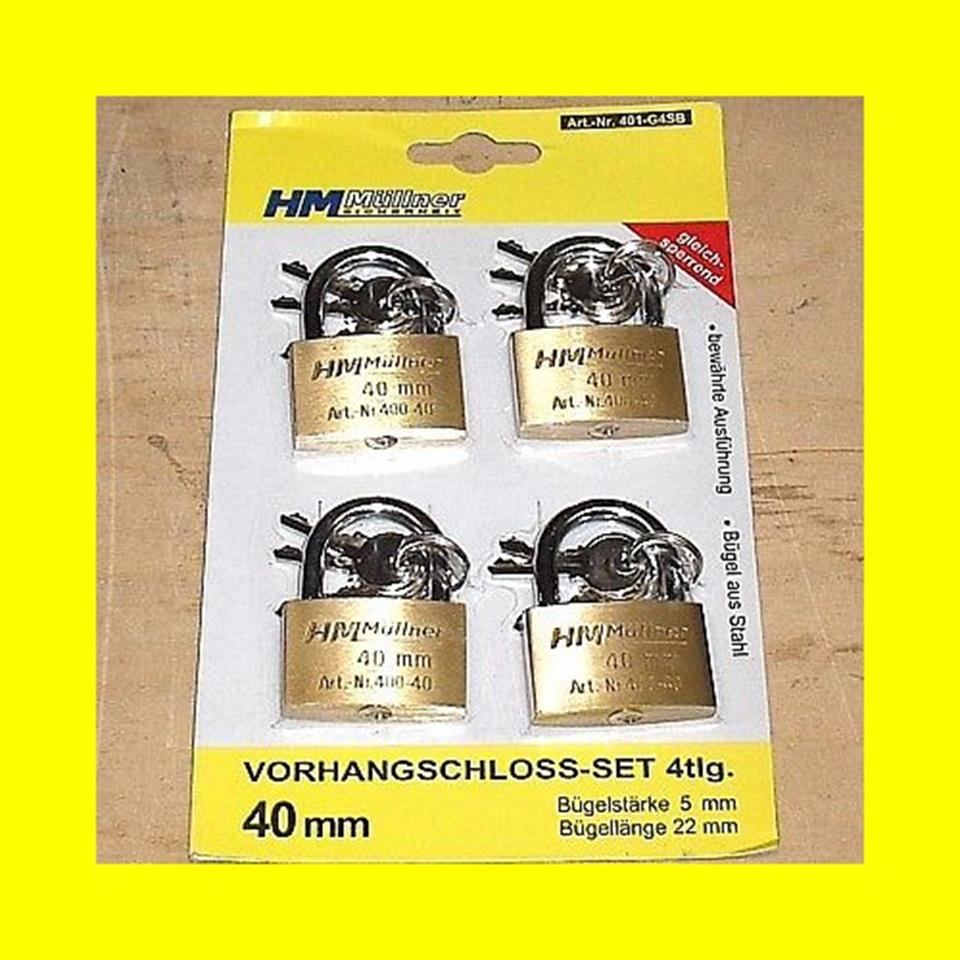 Art.-Nr. 401-G4SB
HM Müllner
SICHERHEIT
gleich-
sperrend
HM Müllner
40 mm
Art.-Nr.400-40
HM Müllner
40 mm
Art.-Nr.
• bewährte Ausführung
• Bügel aus Stahl
HM Müllner
40 mm
Art.-Nr.400-40
HM Müllner
40 mm
Art.-Nr.
VORHANGSCHLOSS-SET 4tlg.
40 mm
Bügelstärke 5 mm
Bügellänge 22 mm